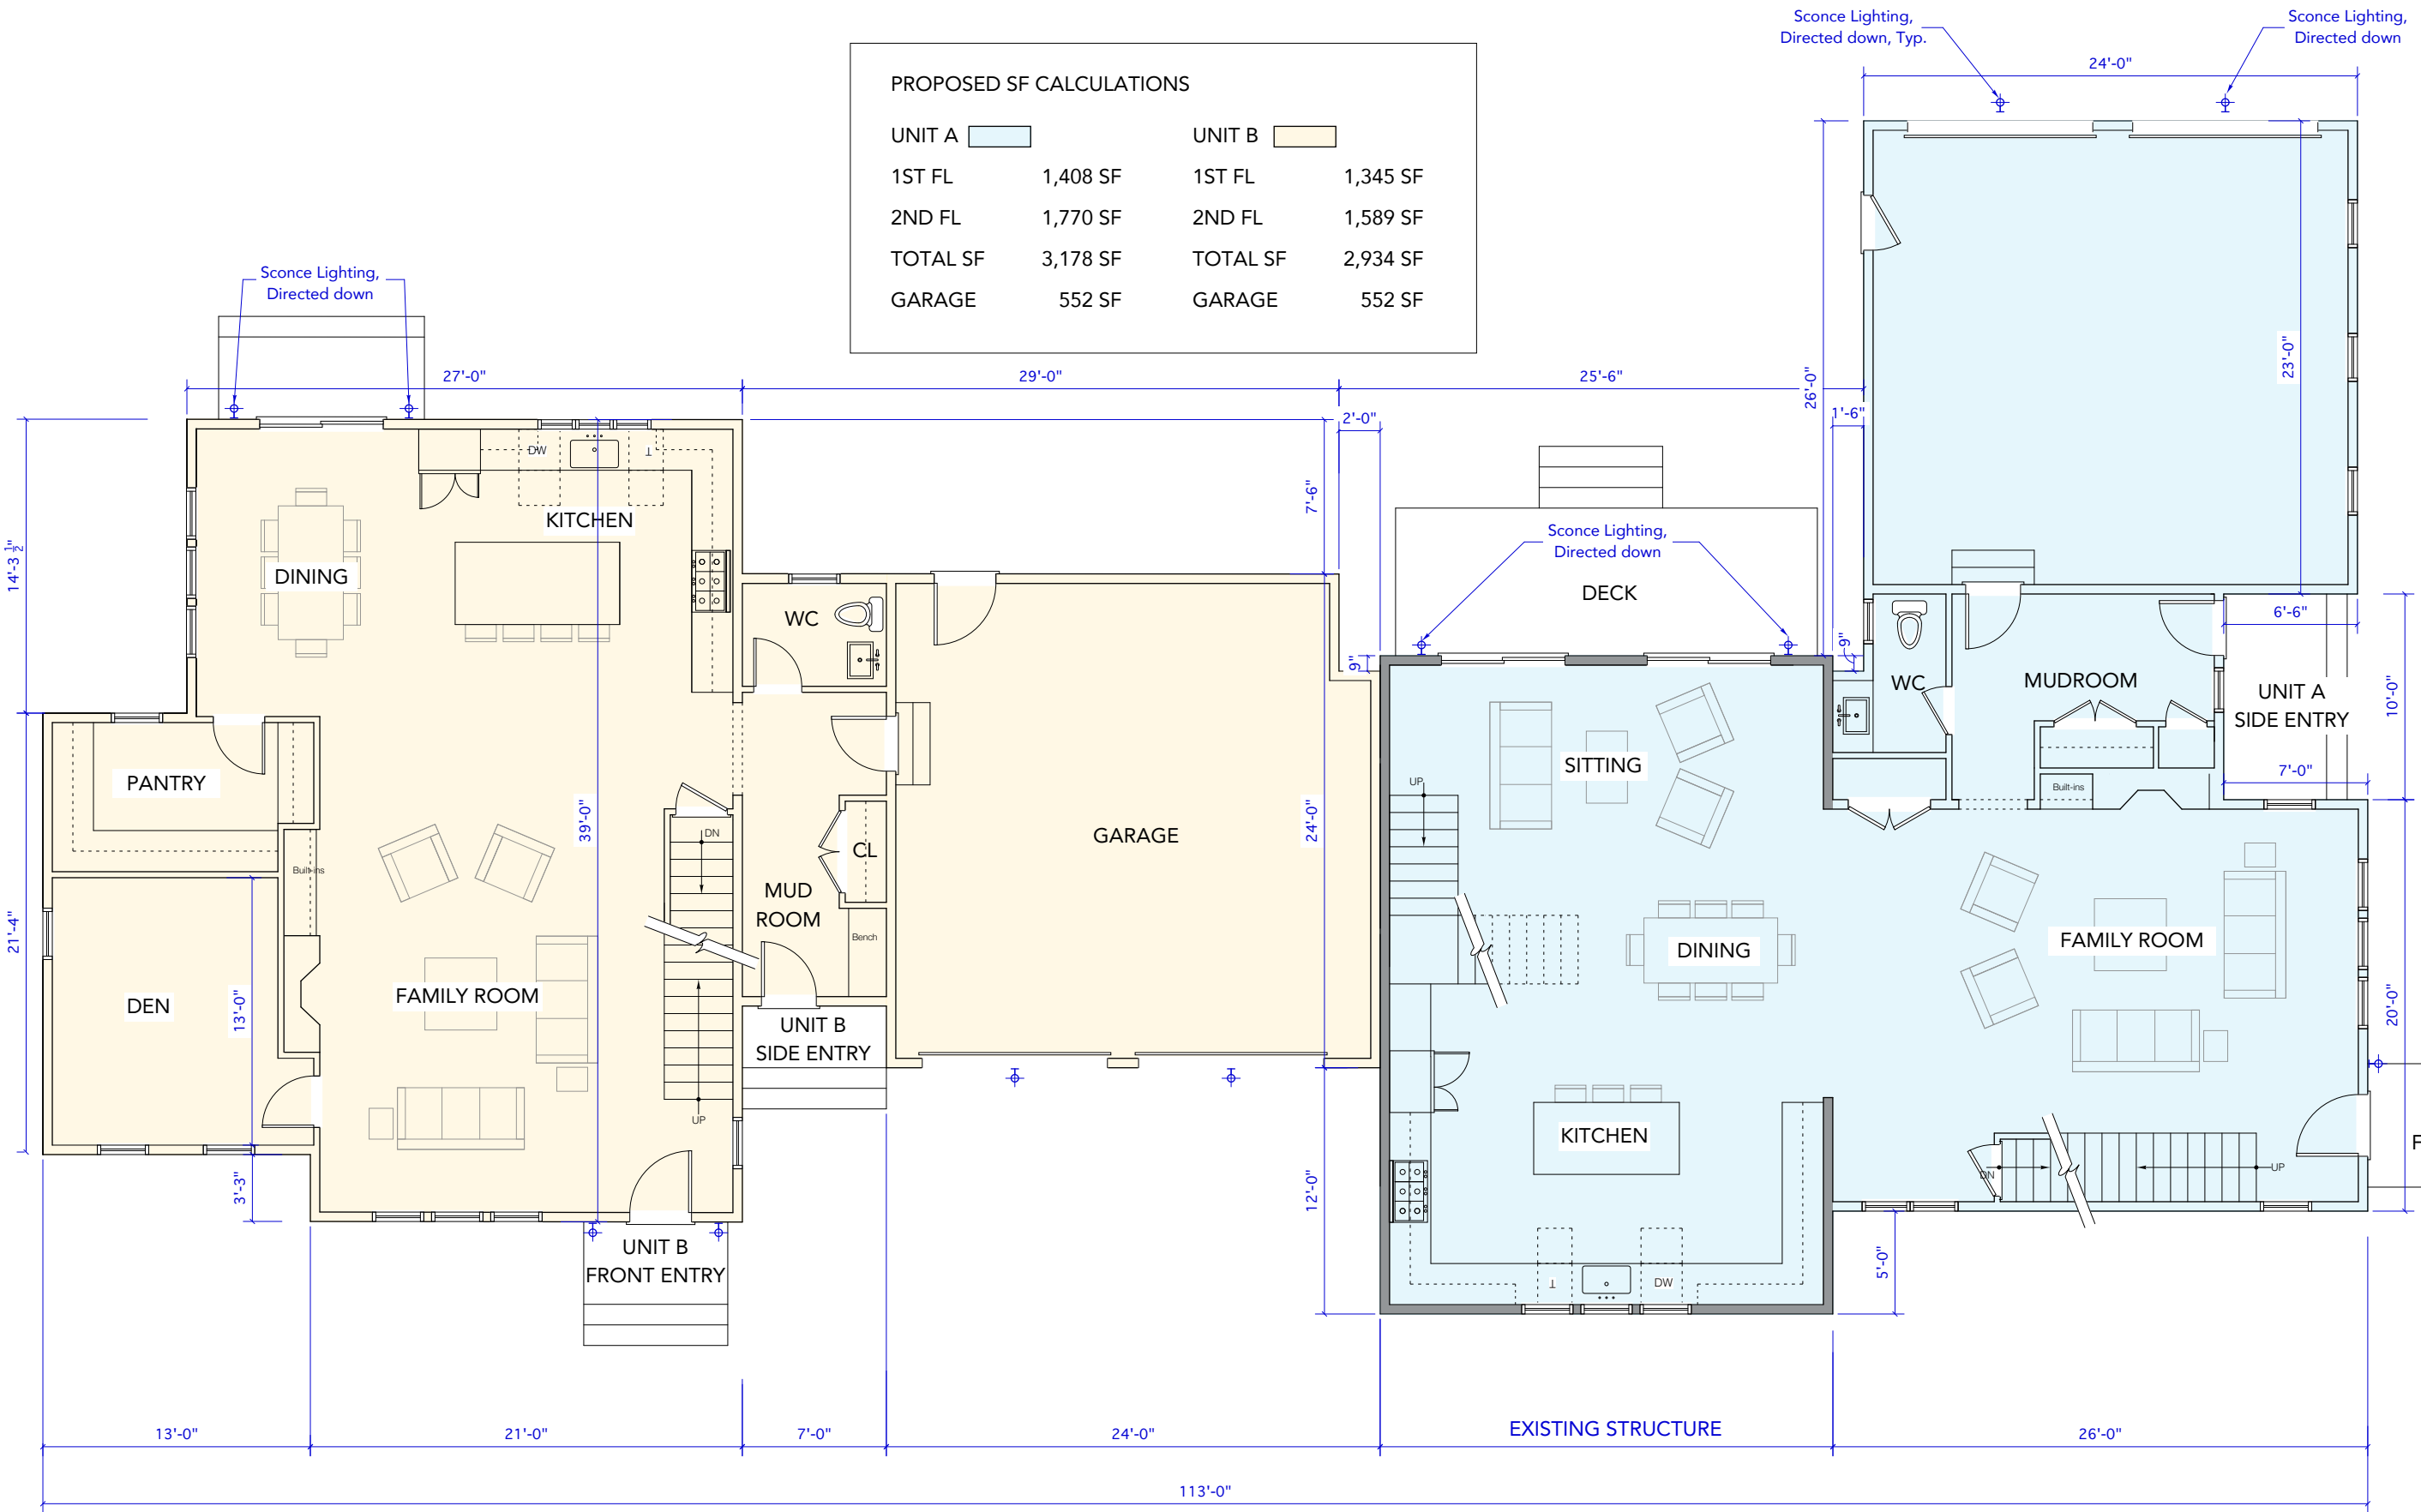 Sconce Lighting,
Directed down, Typ.
Sconce Lighting,
Directed down
24'-0"
PROPOSED SF CALCULATIONS
UNIT A UNIT B
1ST FL 1,408 SF 1ST FL 1,345 SF
2ND FL 1,770 SF 2ND FL 1,589 SF
TOTAL SF 3,178 SF TOTAL SF 2,934 SF
GARAGE 552 SF GARAGE 552 SF
Sconce Lighting,
Directed down
27'-0"
29'-0"
25'-6"
26'-0"
23'-0"
2'-0"
1'-6"
7'-6"
14'-3 1/2"
DW
KITCHEN
DINING
WC
Sconce Lighting,
Directed down
DECK
9"
9"
6'-6"
WC
MUDROOM
UNIT A
SIDE ENTRY
10'-0"
7'-0"
PANTRY
SITTING
UP
Built-ins
39'-0"
DN
GARAGE
24'-0"
CL
Built-ins
MUD
ROOM
Bench
21'-4"
DEN
13'-0"
FAMILY ROOM
DINING
FAMILY ROOM
20'-0"
UNIT B
SIDE ENTRY
UP
KITCHEN
DN
UP
F
3'-3"
12'-0"
UNIT B
FRONT ENTRY
5'-0"
DW
13'-0"
21'-0"
7'-0"
24'-0"
EXISTING STRUCTURE
26'-0"
113'-0"